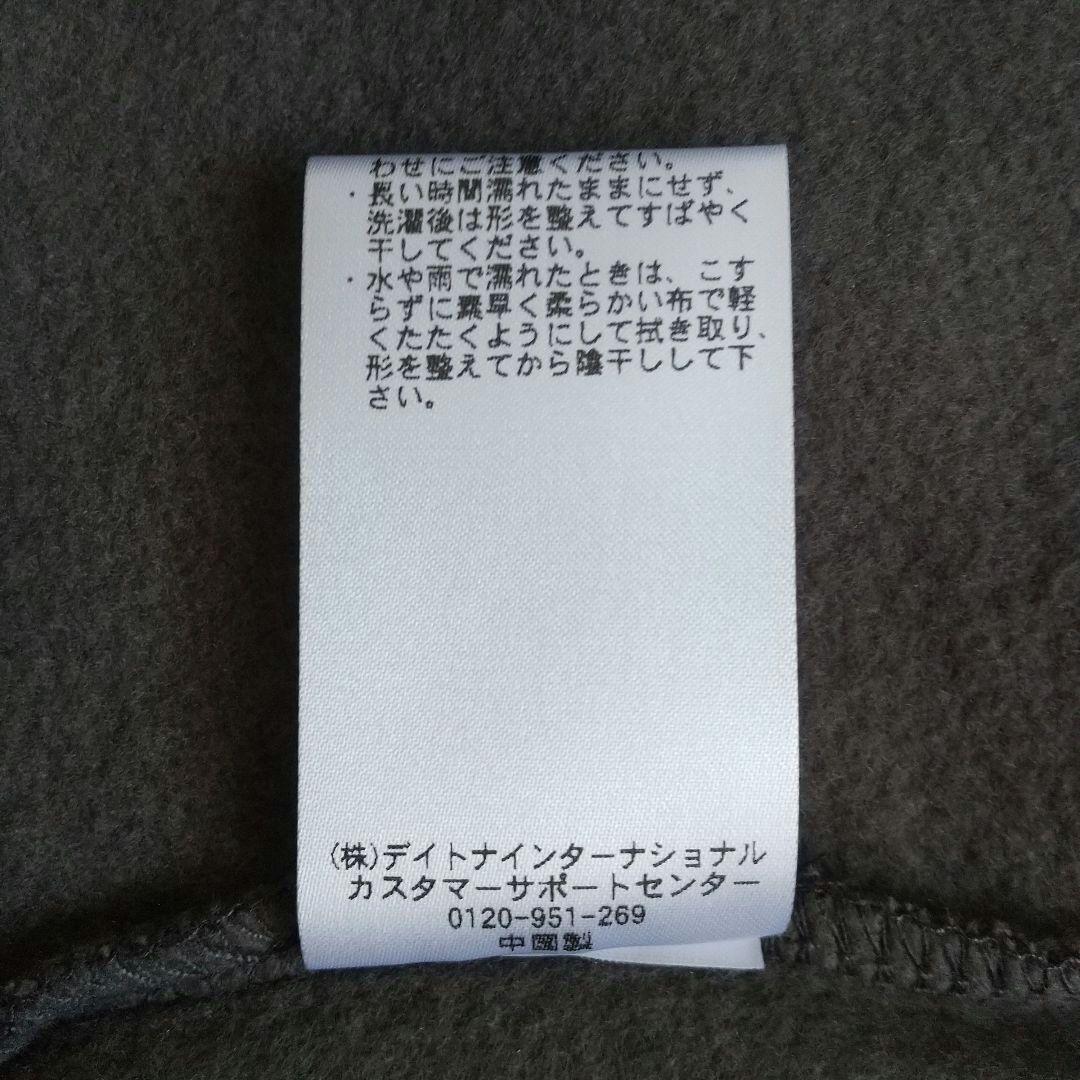 わせにご注意ください。
・長い時間濡れたままにせず、
洗濯後は形を整えてすばやく
干してください。
・水や雨で濡れたときは、こす
らずに素早く柔らかい布で軽
くたたくようにして拭き取り、
形を整えてから陰干しして下
さい。
(株)デイトナインターナショナル
カスタマーサポートセンター
0120-951-269
中国製